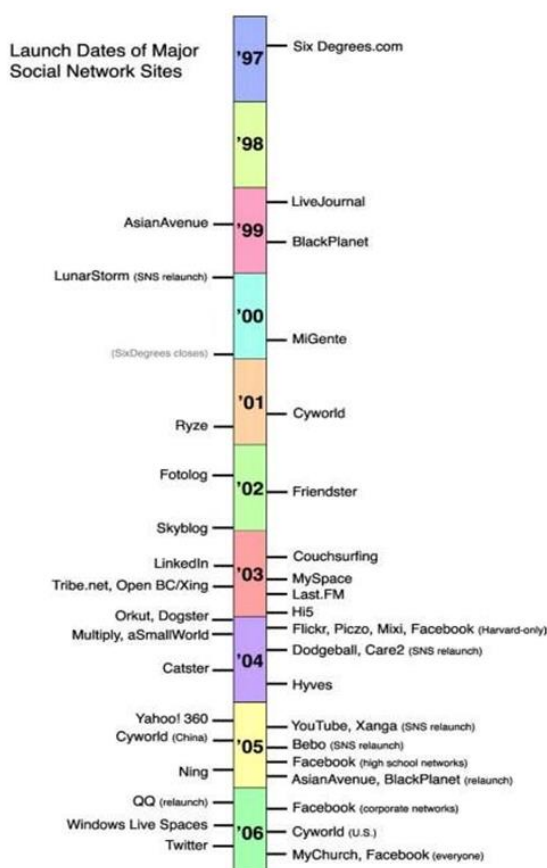 Launch Dates of Major
Social Network Sites
'97
Six Degrees.com
'98
'99
LiveJournal
AsianAvenue
BlackPlanet
LunarStorm (SNS relaunch)
'00
MiGente
(SixDegrees closes)
'01
Cyworld
Ryze
'02
Fotolog
Friendster
Skyblog
'03
Couchsurfing
LinkedIn
MySpace
Tribe.net, Open BC/Xing
Last.FM
Hi5
'04
Orkut, Dogster
Flickr, Piczo, Mixi, Facebook (Harvard-only)
Multiply, aSmallWorld
Dodgeball, Care2 (SNS relaunch)
Catster
Hyves
'05
Yahoo! 360
YouTube, Xanga (SNS relaunch)
Cyworld (China)
Bebo (SNS relaunch)
Facebook (high school networks)
Ning
AsianAvenue, BlackPlanet (relaunch)
'06
QQ (relaunch)
Facebook (corporate networks)
Windows Live Spaces
Cyworld (U.S.)
Twitter
MyChurch, Facebook (everyone)